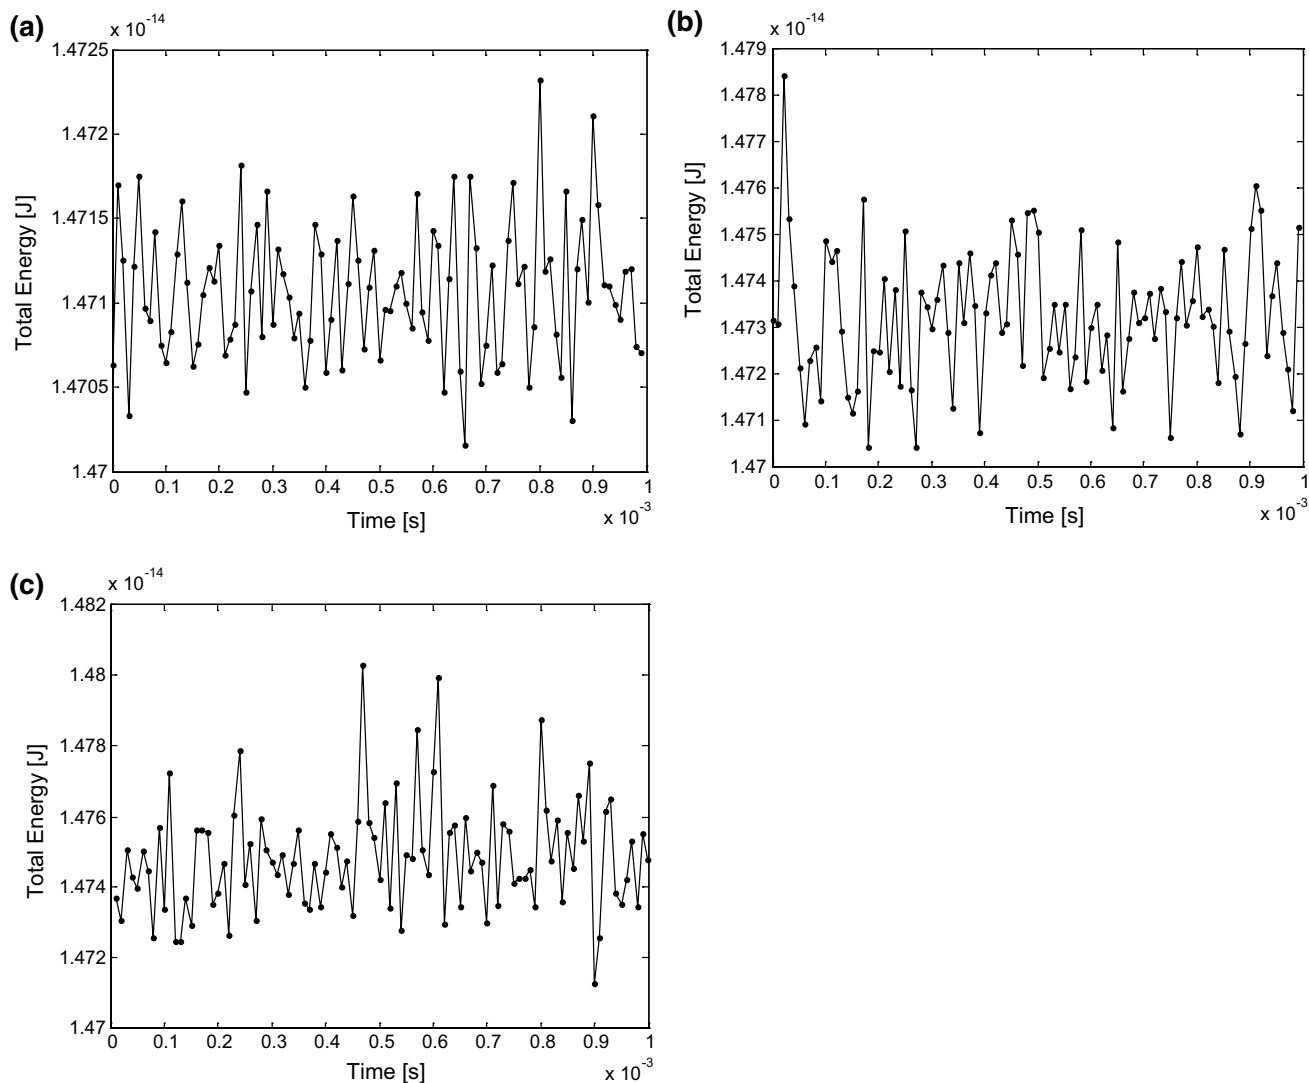 (a)
x 10-14
1.4725
1.472
1.4715
1.471
1.4705
1.47
Total Energy [J]
0 0.1 0.2 0.3 0.4 0.5 0.6 0.7 0.8 0.9 1
Time [s]
x 10-3
(b)
x 10-14
1.479
1.478
1.477
1.476
1.475
1.474
1.473
1.472
1.471
1.47
Total Energy [J]
0 0.1 0.2 0.3 0.4 0.5 0.6 0.7 0.8 0.9 1
Time [s]
x 10-3
(c)
x 10-14
1.482
1.48
1.478
1.476
1.474
1.472
1.47
Total Energy [J]
0 0.1 0.2 0.3 0.4 0.5 0.6 0.7 0.8 0.9 1
Time [s]
x 10-3